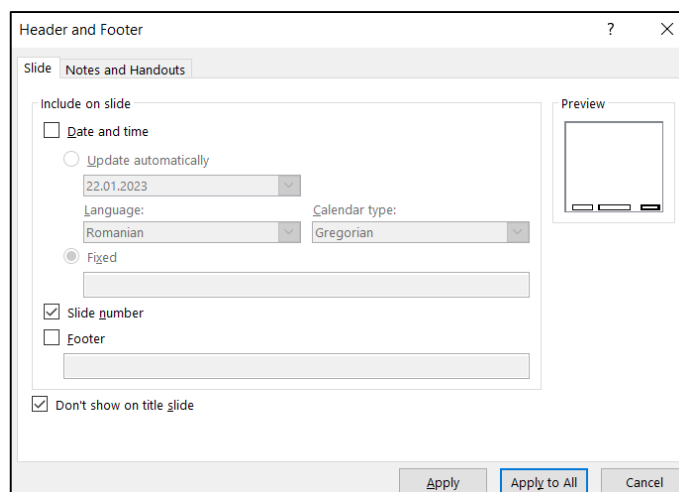 Header and Footer ?
Slide Notes and Handouts
Include on slide
Preview
Date and time
Update automatically
22.01.2023
Language: Calendar type:
Romanian Gregorian
Fixed
Slide number
Footer
Don't show on title slide
Apply Apply to All Cancel